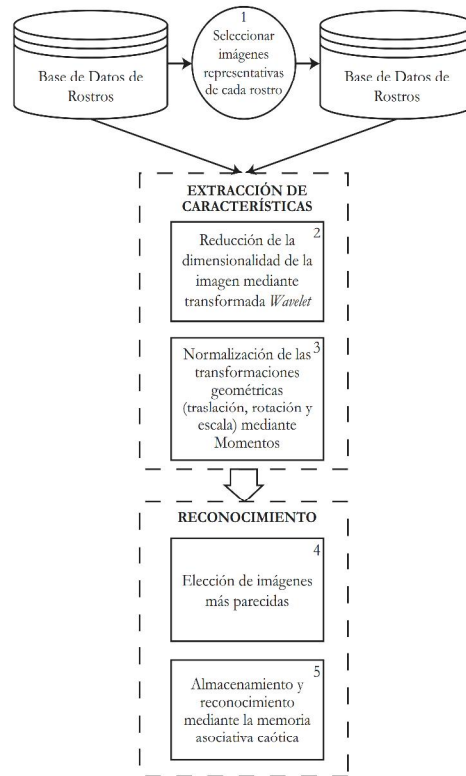 1
Seleccionar
imágenes
representativas
de cada rostro
Base de Datos de
Rostros
Base de Datos de
Rostros
EXTRACCIÓN DE
CARACTERÍSTICAS
2
Reducción de la
dimensionalidad de la
imagen mediante
transformada Wavelet
3
Normalización de las
transformaciones
geométricas
(traslación, rotación y
escala) mediante
Momentos
RECONOCIMIENTO
4
Elección de imágenes
más parecidas
5
Almacenamiento y
reconocimiento
mediante la memoria
asociativa caótica